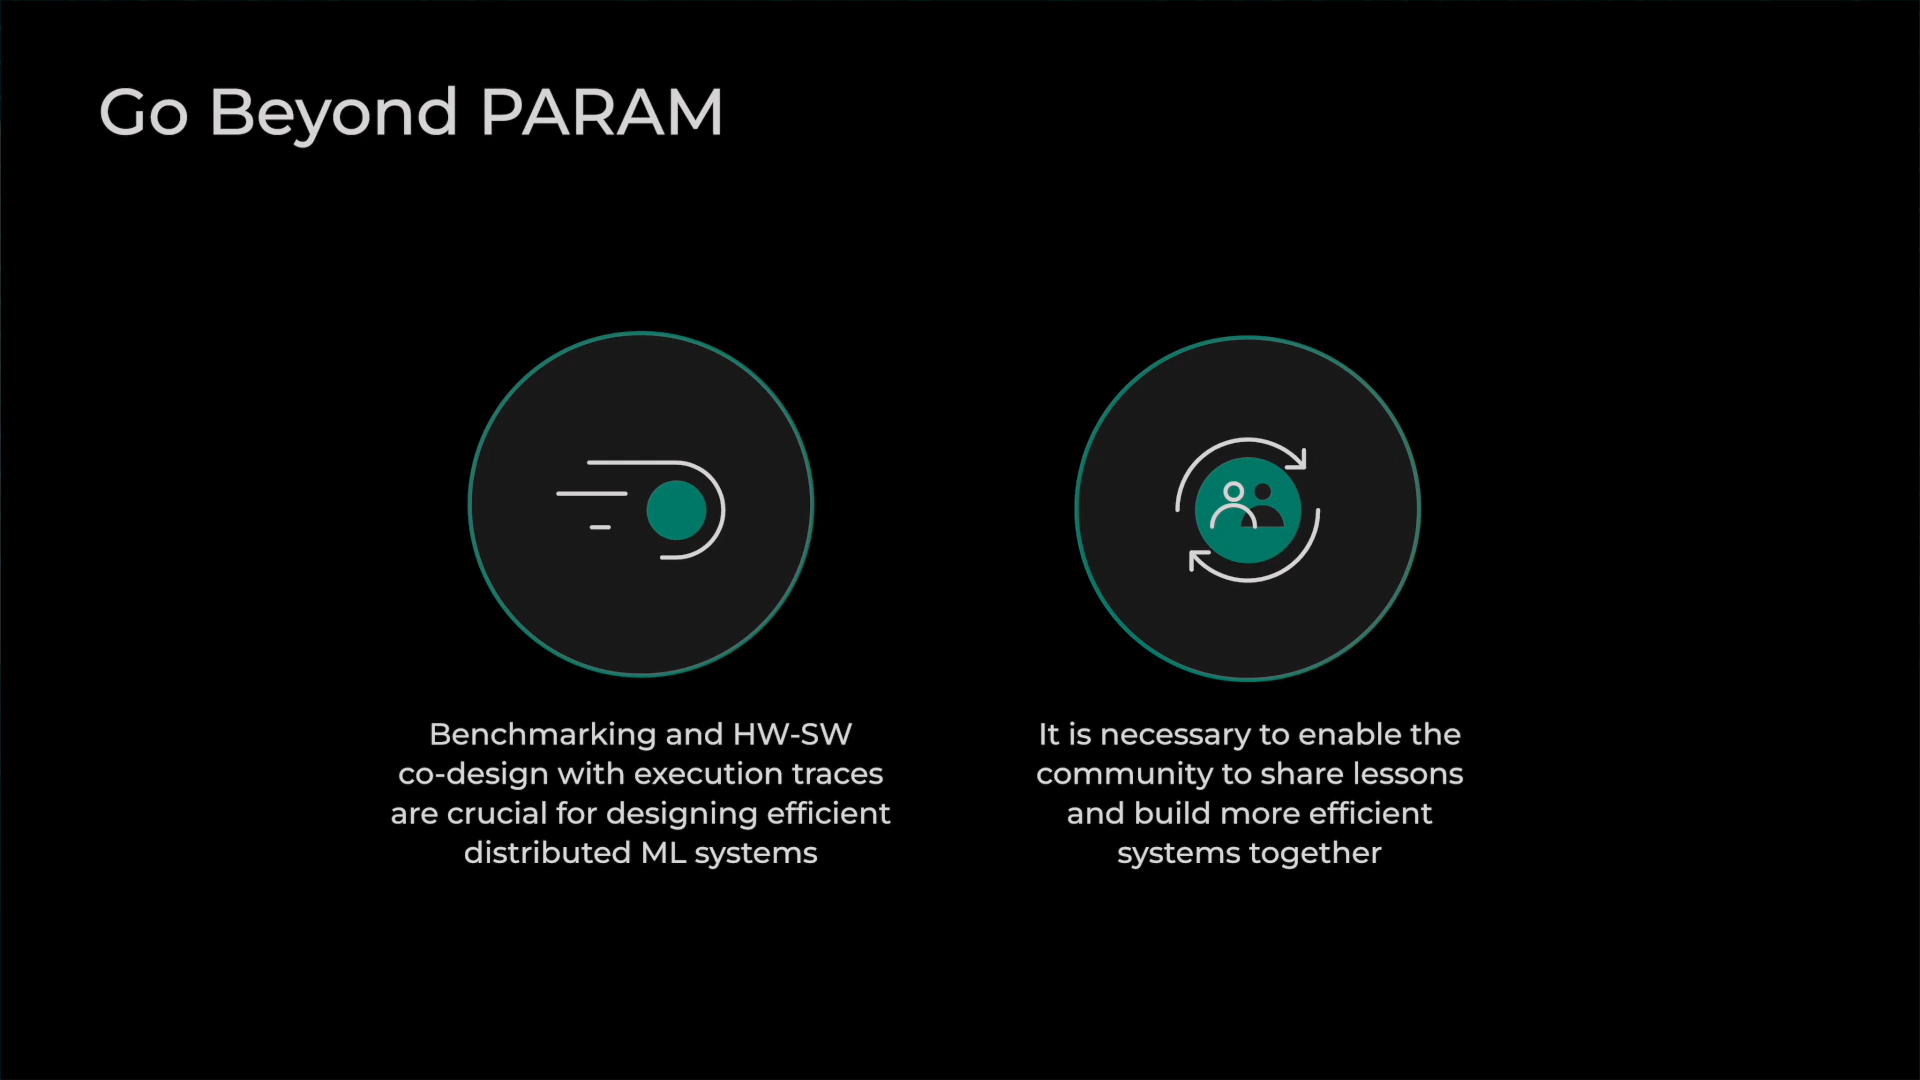 Go Beyond PARAM
Benchmarking and HW-SW
co-design with execution traces
are crucial for designing efficient
distributed ML systems
It is necessary to enable the
community to share lessons
and build more efficient
systems together